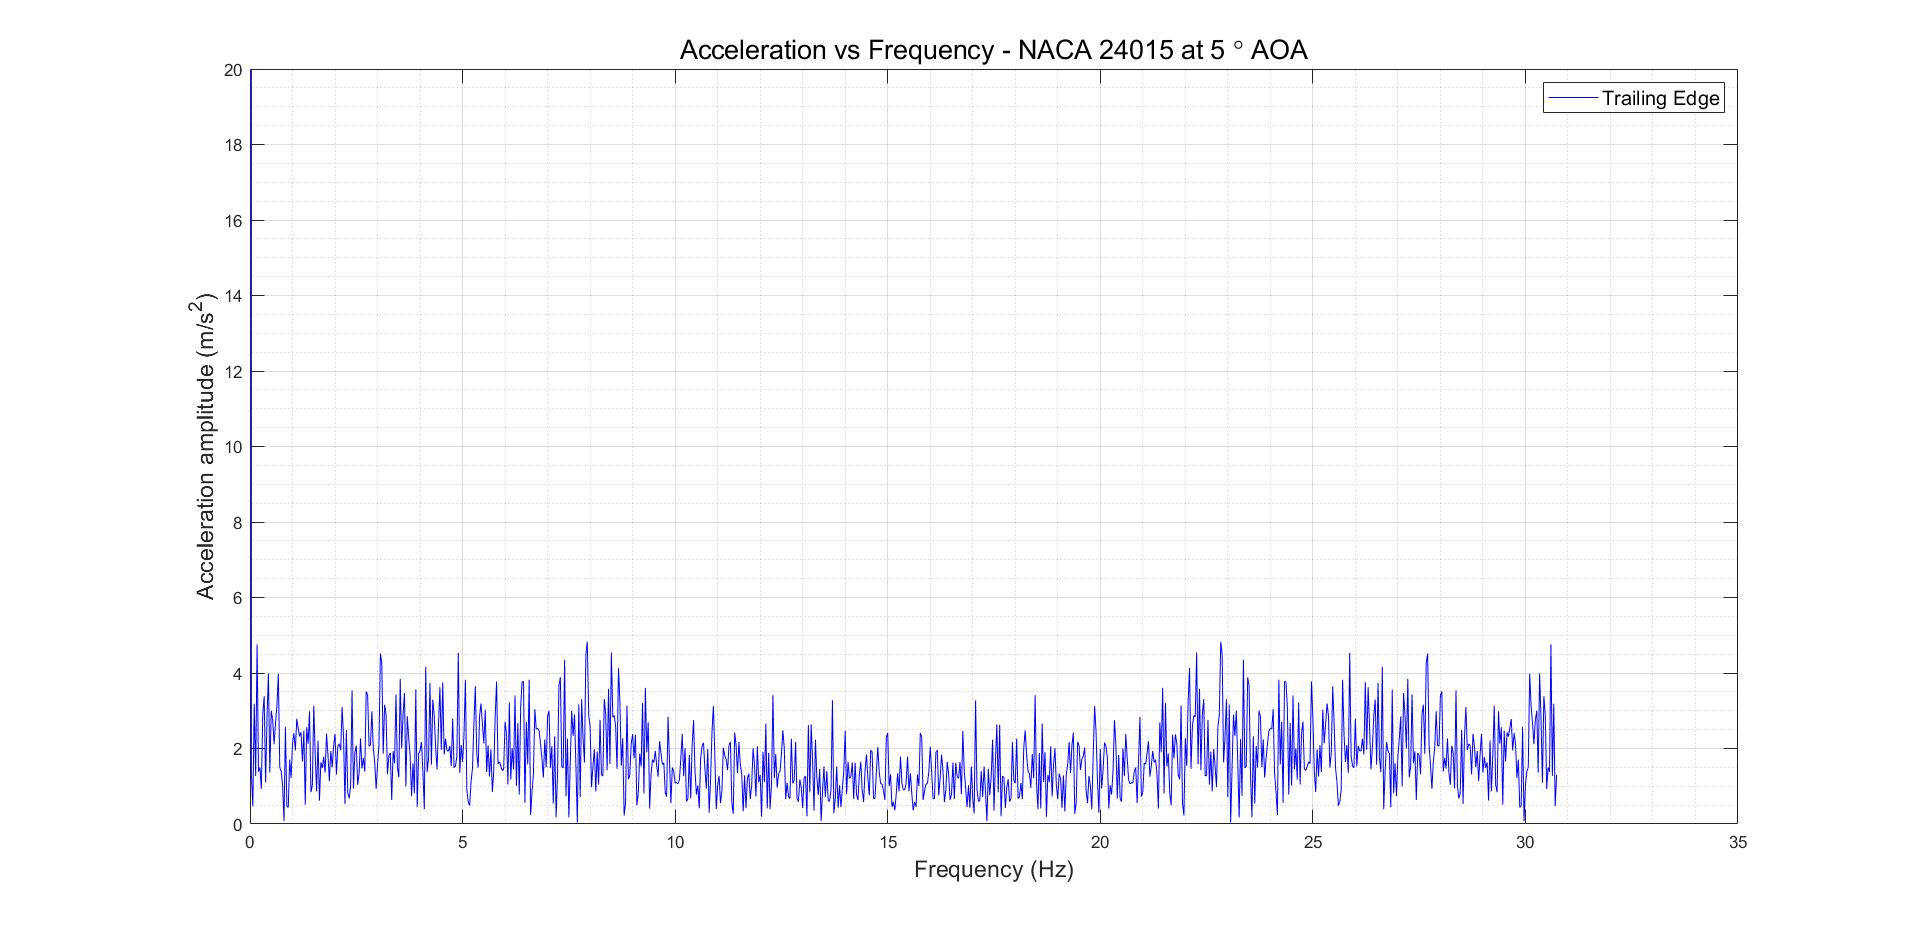 Acceleration vs Frequency - NACA 24015 at 5 ° AOA
Trailing Edge
Acceleration amplitude (m/s²)
20
18
16
14
12
10
8
6
4
2
0
0 5 10 15 20 25 30 35
Frequency (Hz)